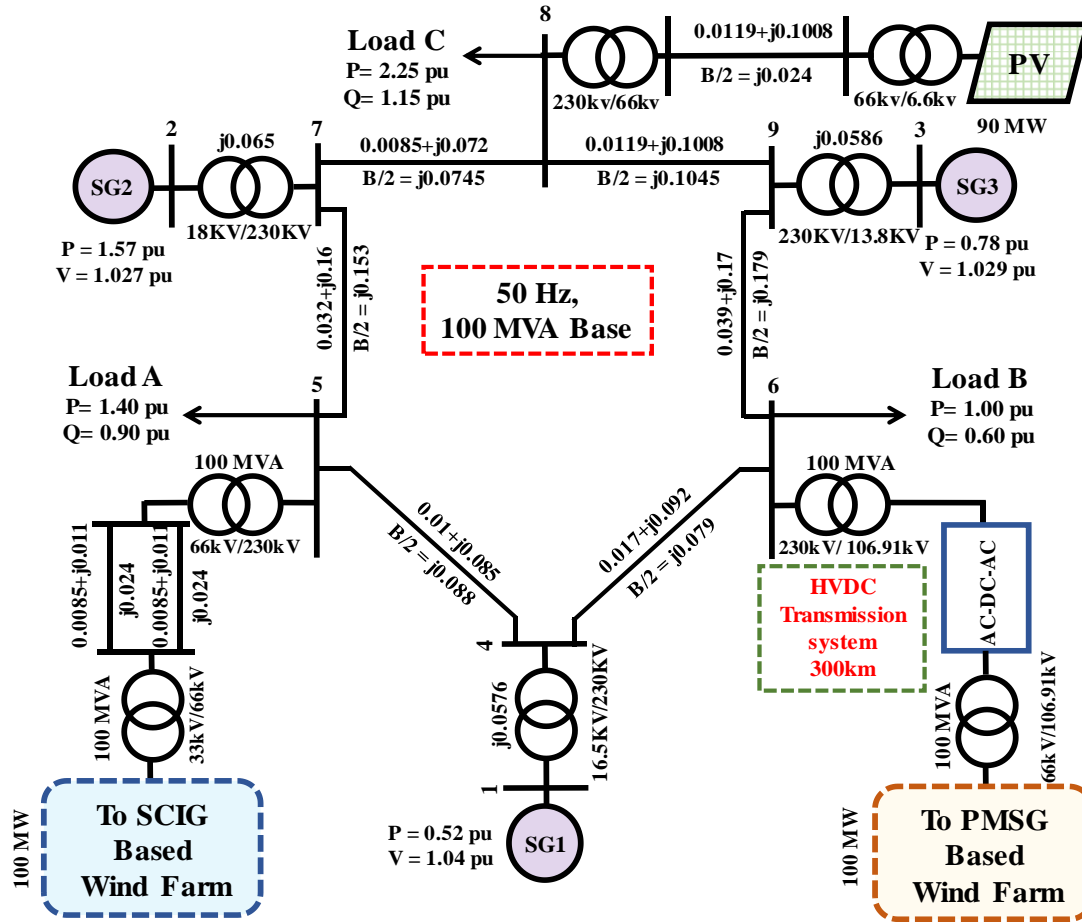 8
Load C
P= 2.25 pu
Q= 1.15 pu
230kv/66kv
0.0119+j0.1008
B/2 = j0.024
66kv/6.6kv
PV
90 MW
2
SG2
j0.065
18KV/230KV
P = 1.57 pu
V = 1.027 pu
7
0.0085+j0.072
B/2 = j0.0745
0.0119+j0.1008
B/2 = j0.1045
9
j0.0586
230KV/13.8KV
3
SG3
P = 0.78 pu
V = 1.029 pu
0.032+j0.16
B/2 = j0.153
50 Hz,
100 MVA Base
0.039+j0.17
B/2 = j0.179
Load A
P= 1.40 pu
Q= 0.90 pu
5
6
Load B
P= 1.00 pu
Q= 0.60 pu
100 MVA
66kV/230kV
0.0085+j0.011
j0.024
0.0085+j0.011
j0.024
0.01+j0.085
B/2 = j0.088
0.017+j0.092
B/2 = j0.079
100 MVA
230kV/ 106.91kV
HVDC
Transmission
system
300km
AC-DC-AC
4
j0.0576
16.5KV/230KV
1
SG1
P = 0.52 pu
V = 1.04 pu
100 MVA
33kV/66kV
100 MW
To SCIG
Based
Wind Farm
100 MVA
66kV/106.91kV
100 MW
To PMSG
Based
Wind Farm